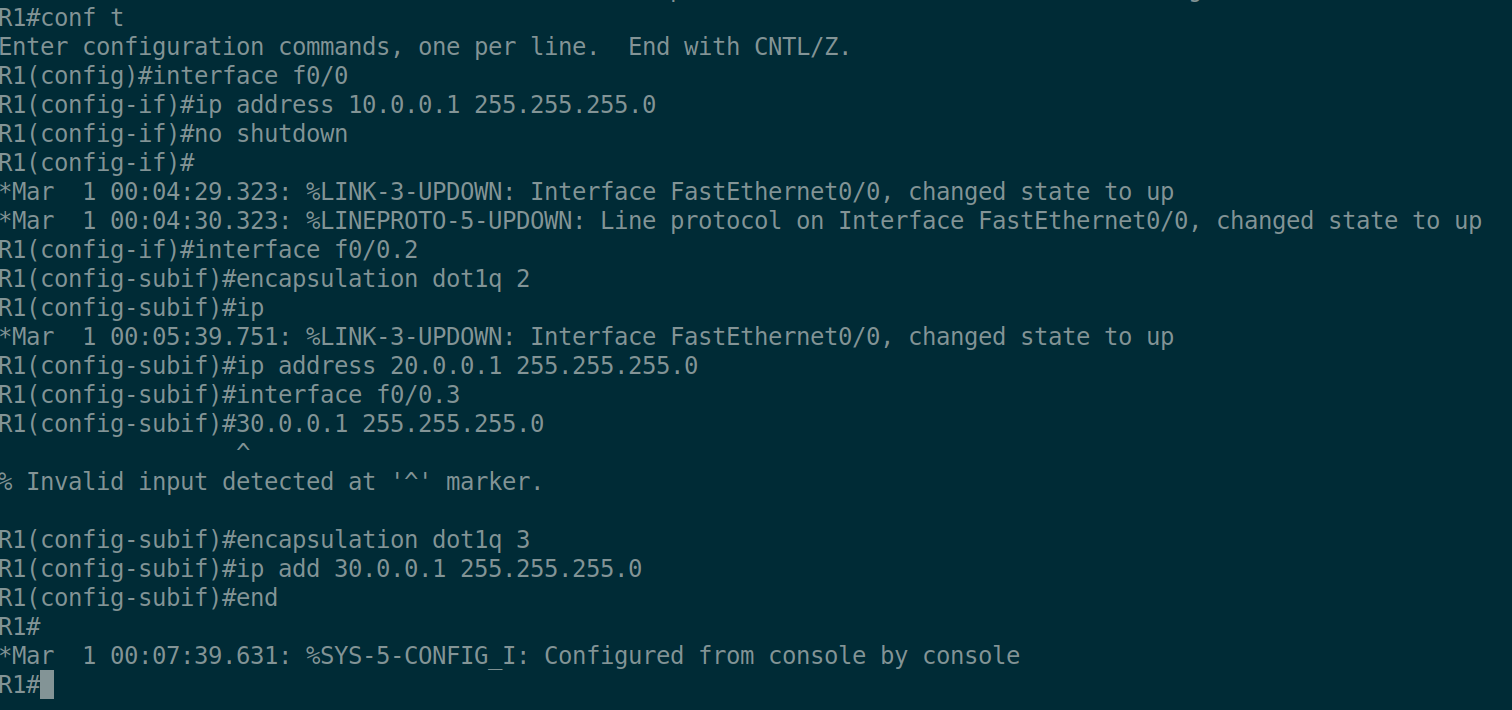 R1#conf t
Enter configuration commands, one per line.  End with CNTL/Z.
R1(config)#interface f0/0
R1(config-if)#ip address 10.0.0.1 255.255.255.0
R1(config-if)#no shutdown
R1(config-if)#
*Mar  1 00:04:29.323: %LINK-3-UPDOWN: Interface FastEthernet0/0, changed state to up
*Mar  1 00:04:30.323: %LINEPROTO-5-UPDOWN: Line protocol on Interface FastEthernet0/0, changed state to up
R1(config-if)#interface f0/0.2
R1(config-subif)#encapsulation dot1q 2
R1(config-subif)#ip
*Mar  1 00:05:39.751: %LINK-3-UPDOWN: Interface FastEthernet0/0, changed state to up
R1(config-subif)#ip address 20.0.0.1 255.255.255.0
R1(config-subif)#interface f0/0.3
R1(config-subif)#30.0.0.1 255.255.255.0
                 ^
% Invalid input detected at '^' marker.

R1(config-subif)#encapsulation dot1q 3
R1(config-subif)#ip add 30.0.0.1 255.255.255.0
R1(config-subif)#end
R1#
*Mar  1 00:07:39.631: %SYS-5-CONFIG_I: Configured from console by console
R1#